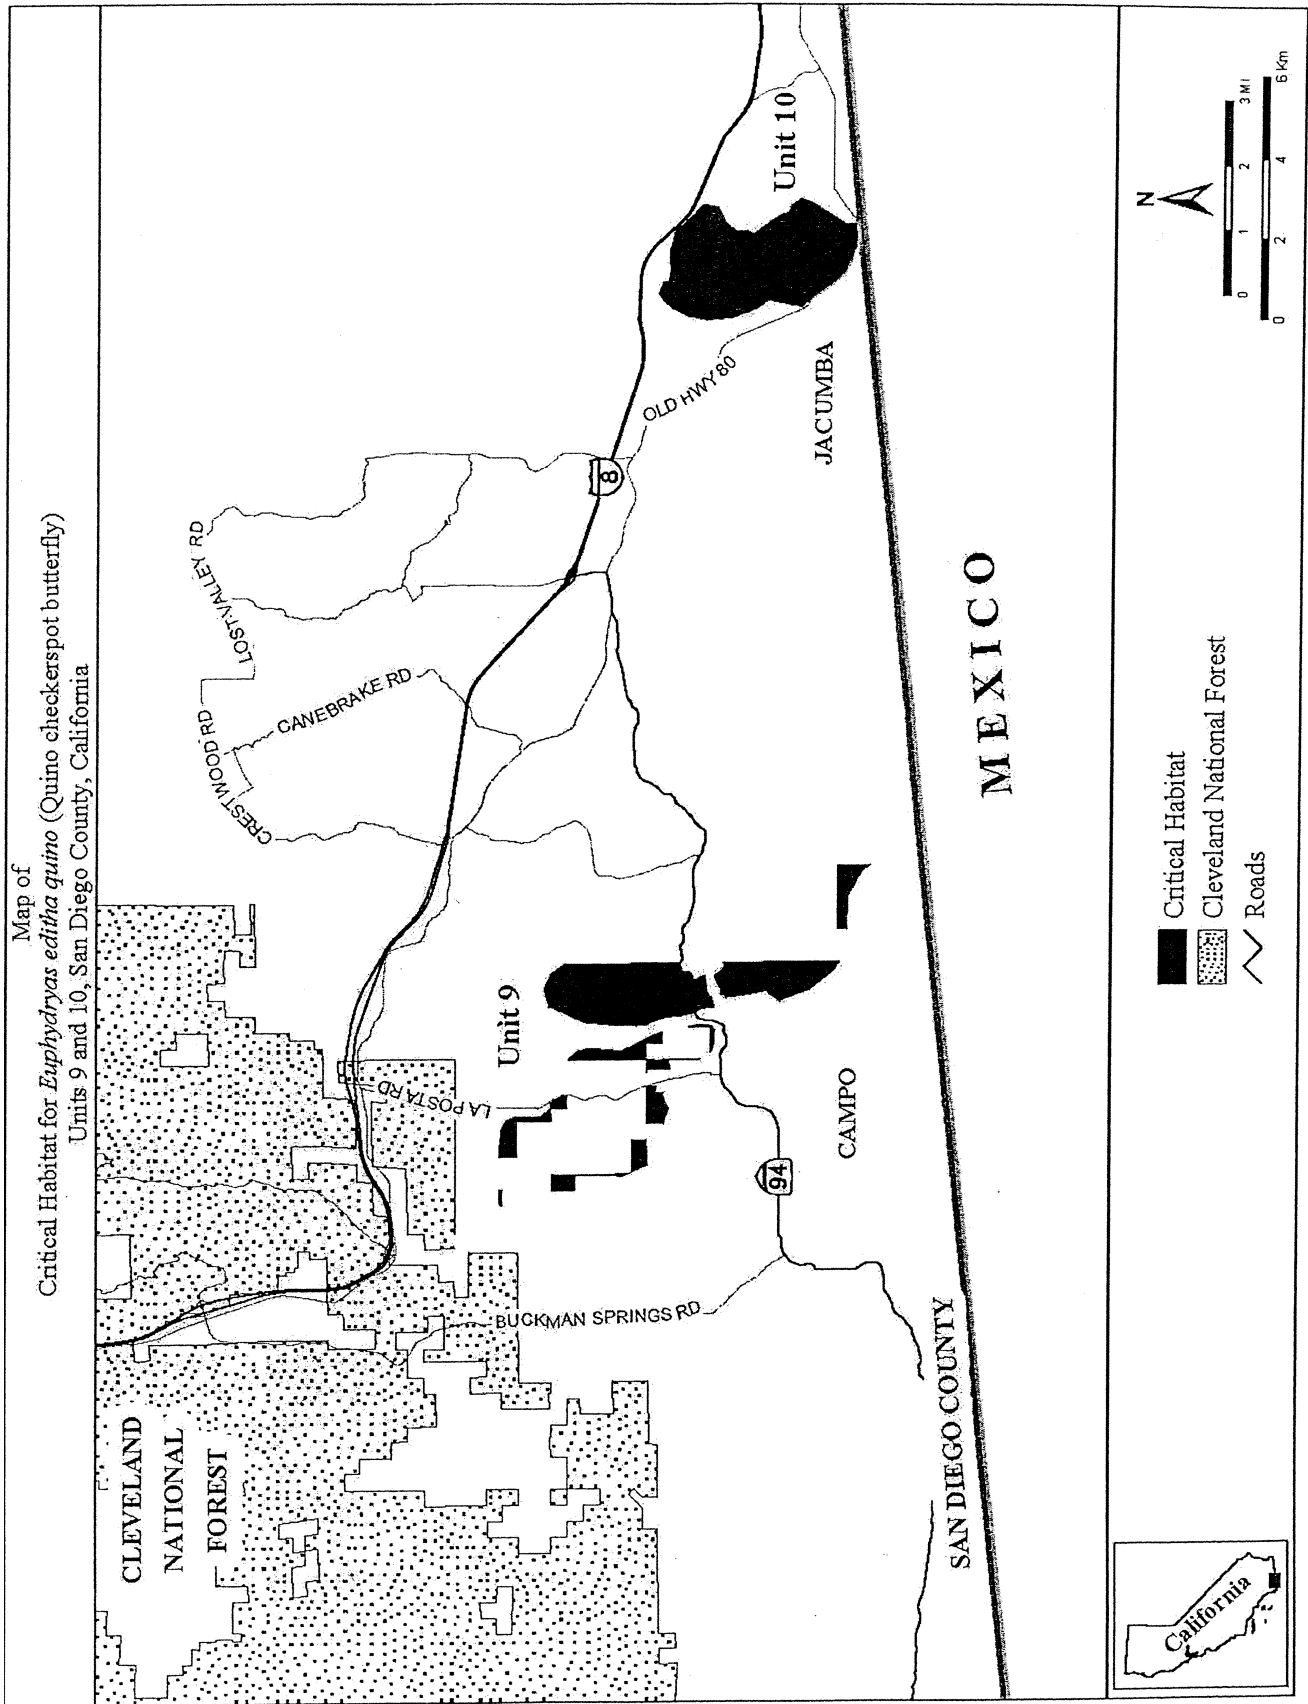 Map of
Critical Habitat for Euphydryas editha quino (Quino checkerspot butterfly)
Units 9 and 10, San Diego County, California
CLEVELAND
NATIONAL
FOREST
CREST WOOD RD
LOST VALLEY RD
CANEBRAKE RD
LA POSTA RD
BUCKMAN SPRINGS RD
Unit 9
8
OLD HWY 80
Unit 10
94
CAMPO
JACUMBA
SAN DIEGO COUNTY
MEXICO
California
Critical Habitat
Cleveland National Forest
Roads
N
0 1 2 3 MI
0 2 4 6 Km